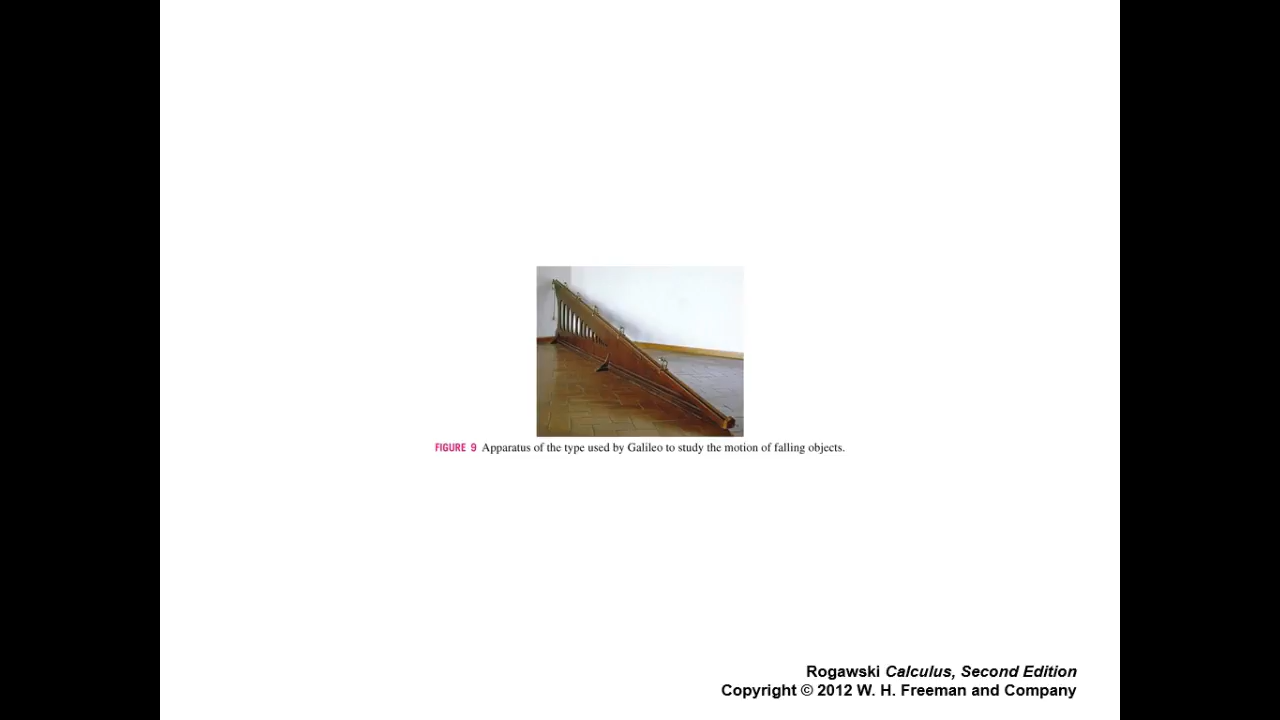 FIGURE 9 Apparatus of the type used by Galileo to study the motion of falling objects.
Rogawski Calculus, Second Edition
Copyright © 2012 W. H. Freeman and Company